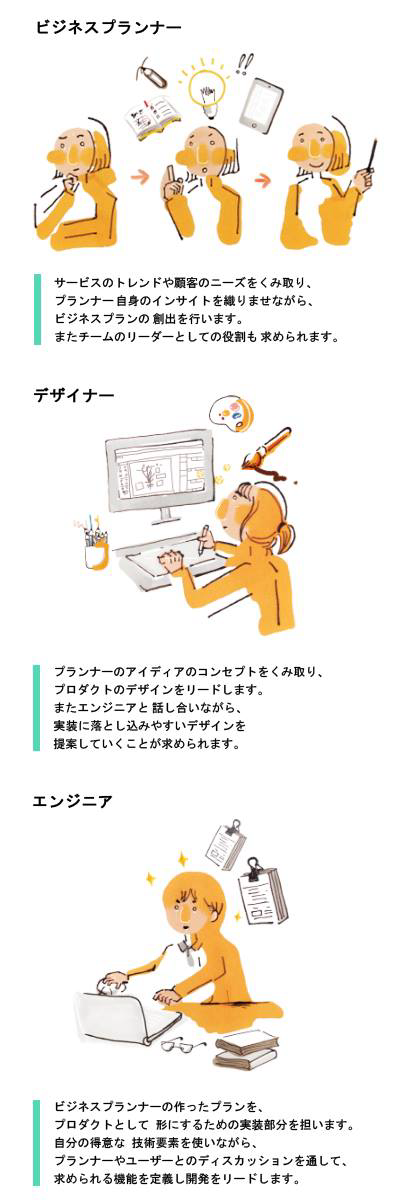 ビジネスプランナー
サービスのトレンドや顧客のニーズをくみ取り、
プランナー自身のインサイトを織りませながら、
ビジネスプランの創出を行います。
またチームのリーダーとしての役割も求められます。
デザイナー
プランナーのアイディアのコンセプトをくみ取り、
プロダクトのデザインをリードします。
またエンジニアと話し合いながら、
実装に落とし込みやすいデザインを
提案していくことが求められます。
エンジニア
ビジネスプランナーの作ったプランを、
プロダクトとして 形にするための実装部分を担います。
自分の得意な 技術要素を使いながら、
プランナーやユーザーとのディスカッションを通して、
求められる機能を定義し開発をリードします。